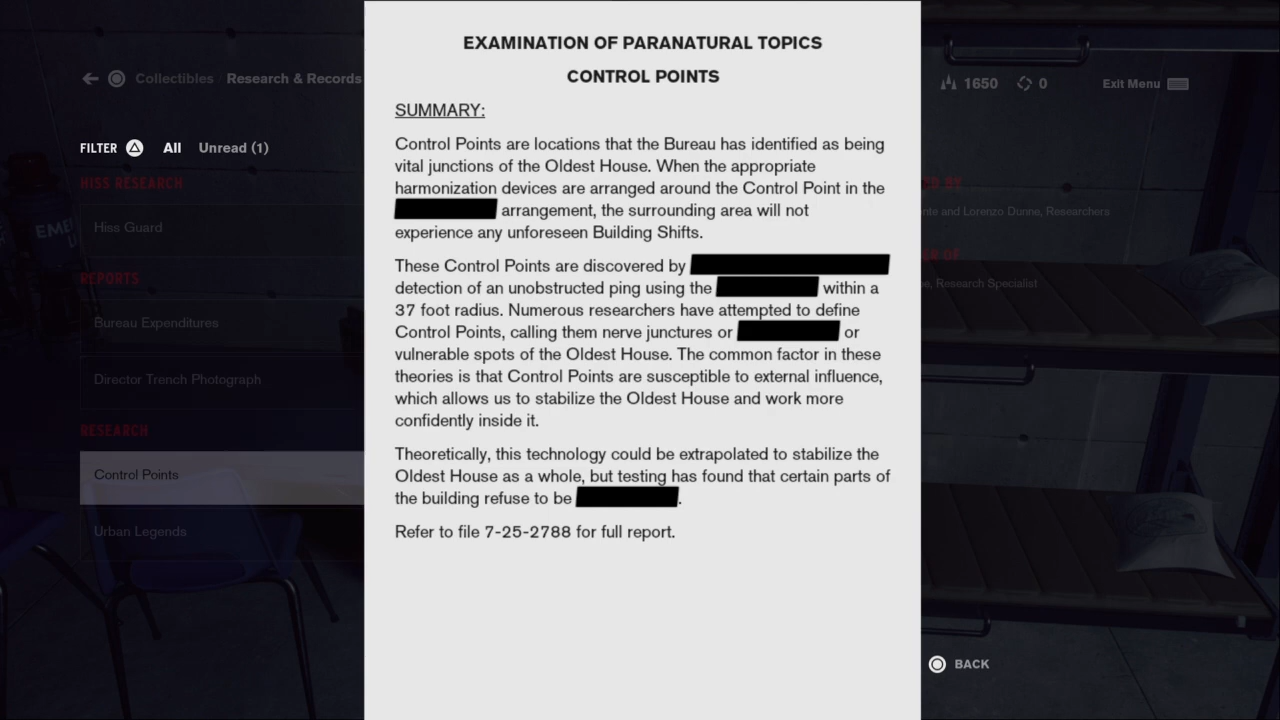 EXAMINATION OF PARANATURAL TOPICS
CONTROL POINTS
SUMMARY:
Control Points are locations that the Bureau has identified as being
vital junctions of the Oldest House. When the appropriate
harmonization devices are arranged around the Control Point in the
arrangement, the surrounding area will not
experience any unforeseen Building Shifts.
These Control Points are discovered by
detection of an unobstructed ping using the within a
37 foot radius. Numerous researchers have attempted to define
Control Points, calling them nerve junctures or or
vulnerable spots of the Oldest House. The common factor in these
theories is that Control Points are susceptible to external influence,
which allows us to stabilize the Oldest House and work more
confidently inside it.
Theoretically, this technology could be extrapolated to stabilize the
Oldest House as a whole, but testing has found that certain parts of
the building refuse to be .
Refer to file 7-25-2788 for full report.
Collectibles Research & Records
FILTER All Unread (1)
HISS RESEARCH
Hiss Guard
REPORTS
Bureau Expenditures
Director Trench Photograph
RESEARCH
Control Points
Urban Legends
1650 0 Exit Menu
BY
and Lorenzo Dunne, Researchers
OF
Research Specialist
BACK